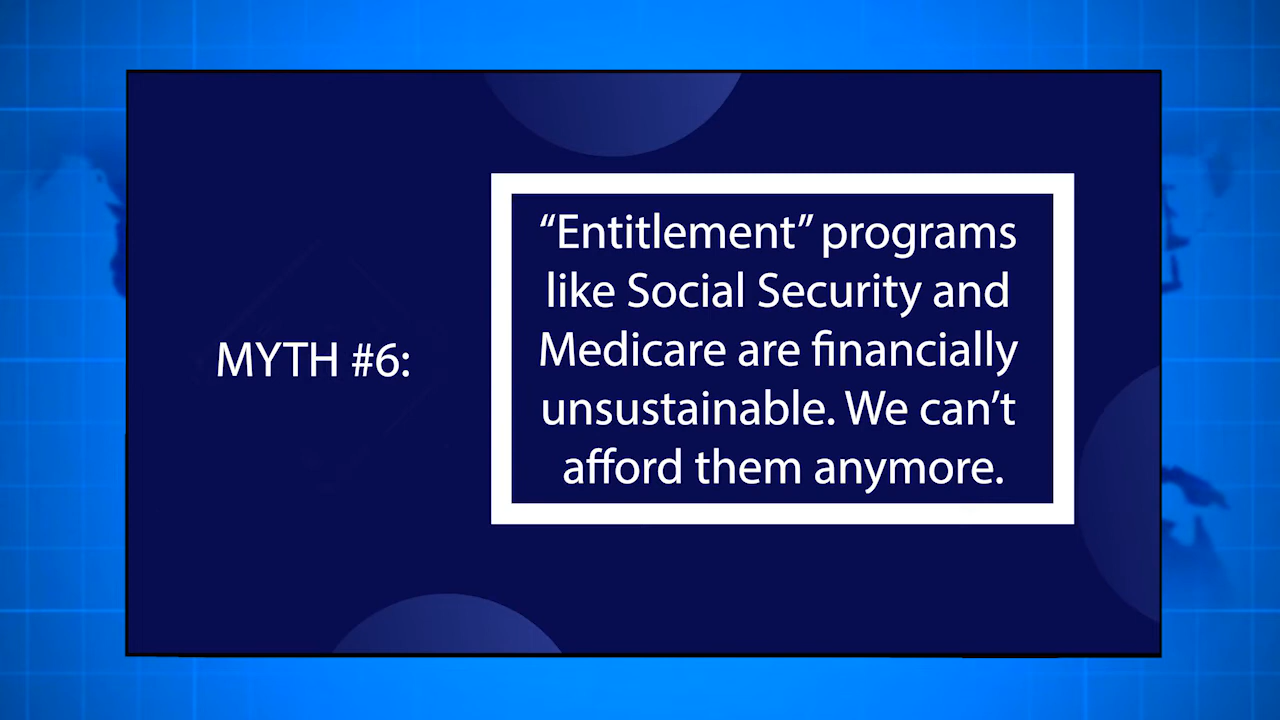 MYTH #6:
“Entitlement” programs
like Social Security and
Medicare are financially
unsustainable. We can’t
afford them anymore.